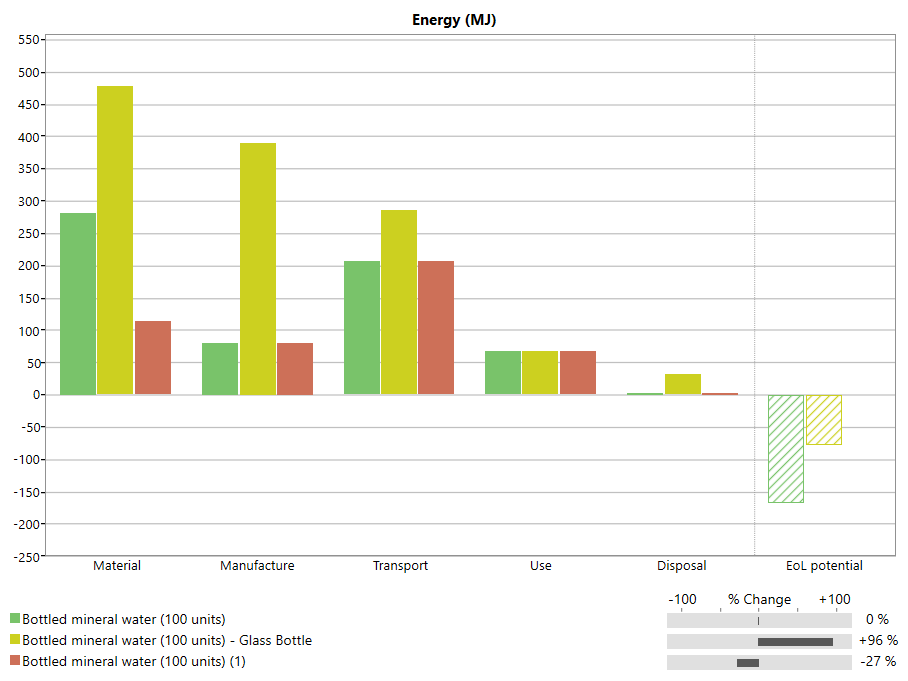 Energy (MJ)
550
500
450
400
350
300
250
200
150
100
50
0
-50
-100
-150
-200
-250
Material Manufacture Transport Use Disposal EoL potential
-100 % Change +100
Bottled mineral water (100 units) 0 %
Bottled mineral water (100 units) - Glass Bottle +96 %
Bottled mineral water (100 units) (1) -27 %